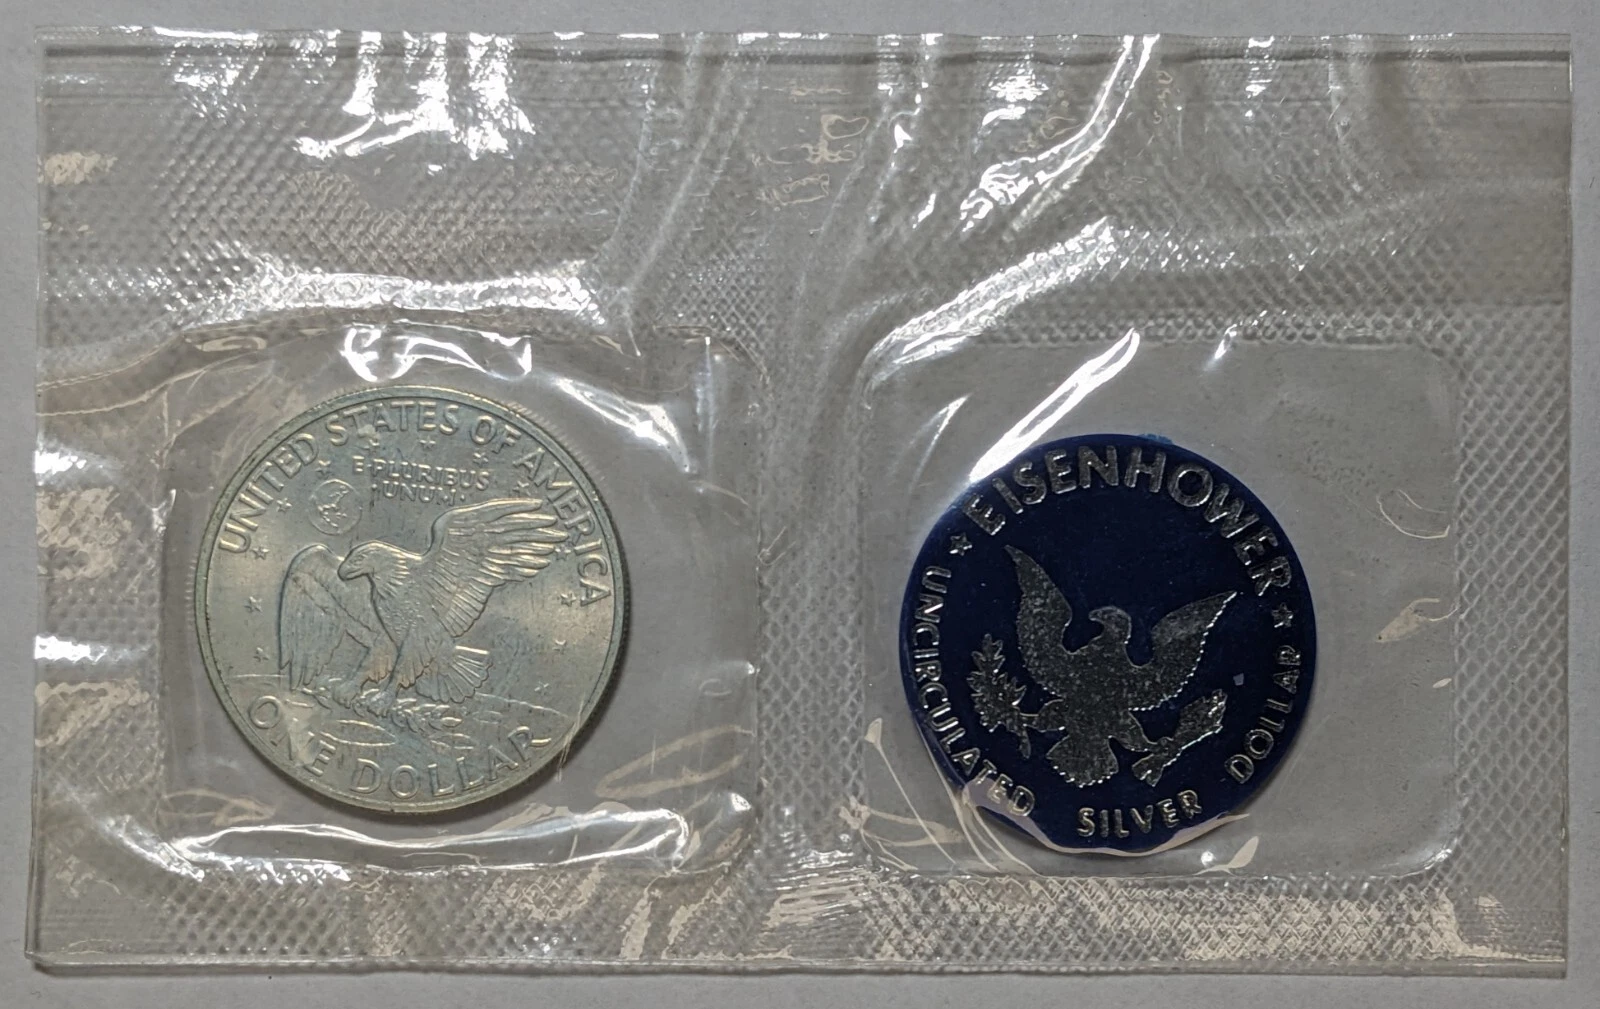 UNITED STATES OF AMERICA
E PLURIBUS
UNUM
ONE DOLLAR
EISENHOWER
UNCIRCULATED SILVER DOLLAR